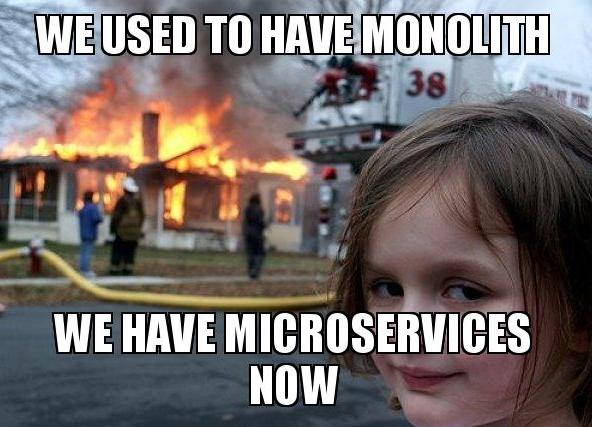 WE USED TO HAVE MONOLITH
38
WE HAVE MICROSERVICES
NOW